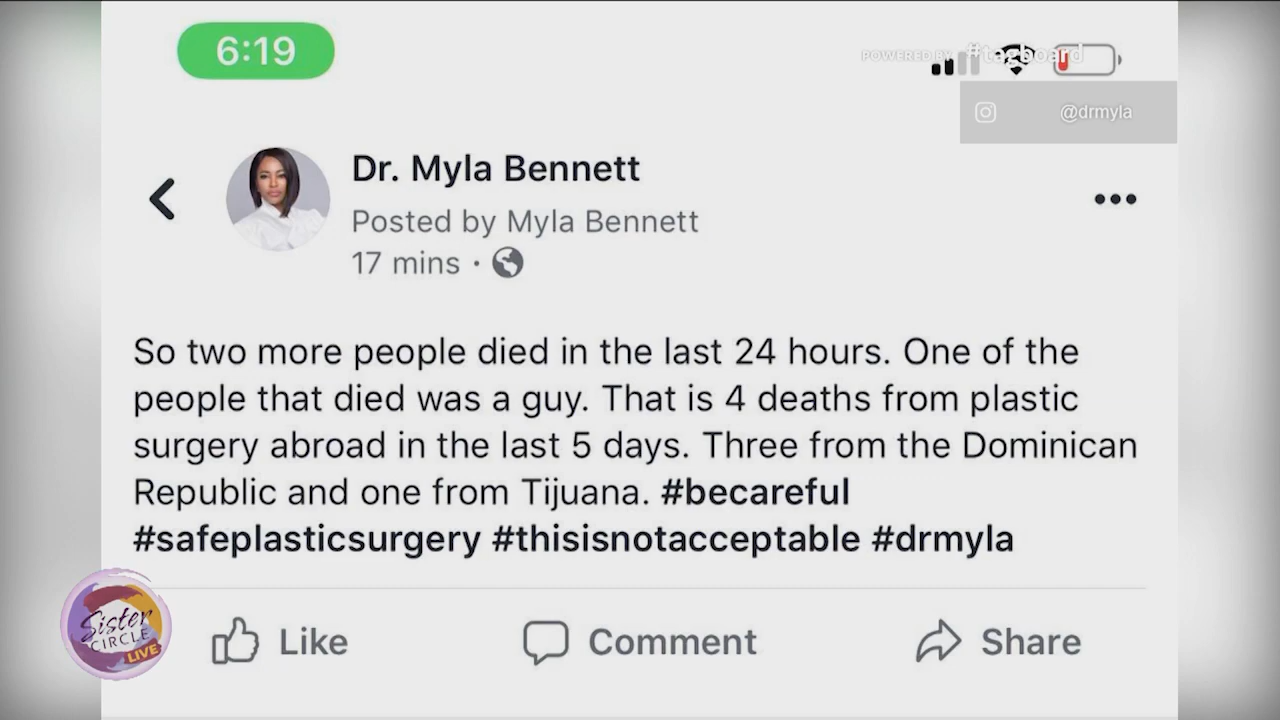 6:19
POWERED BY #tagboard
@drmyla
Dr. Myla Bennett
Posted by Myla Bennett
17 mins ·
So two more people died in the last 24 hours. One of the
people that died was a guy. That is 4 deaths from plastic
surgery abroad in the last 5 days. Three from the Dominican
Republic and one from Tijuana. #becareful
#safeplasticsurgery #thisisnotacceptable #drmyla
Sister
CIRCLE
LIVE
Like
Comment
Share